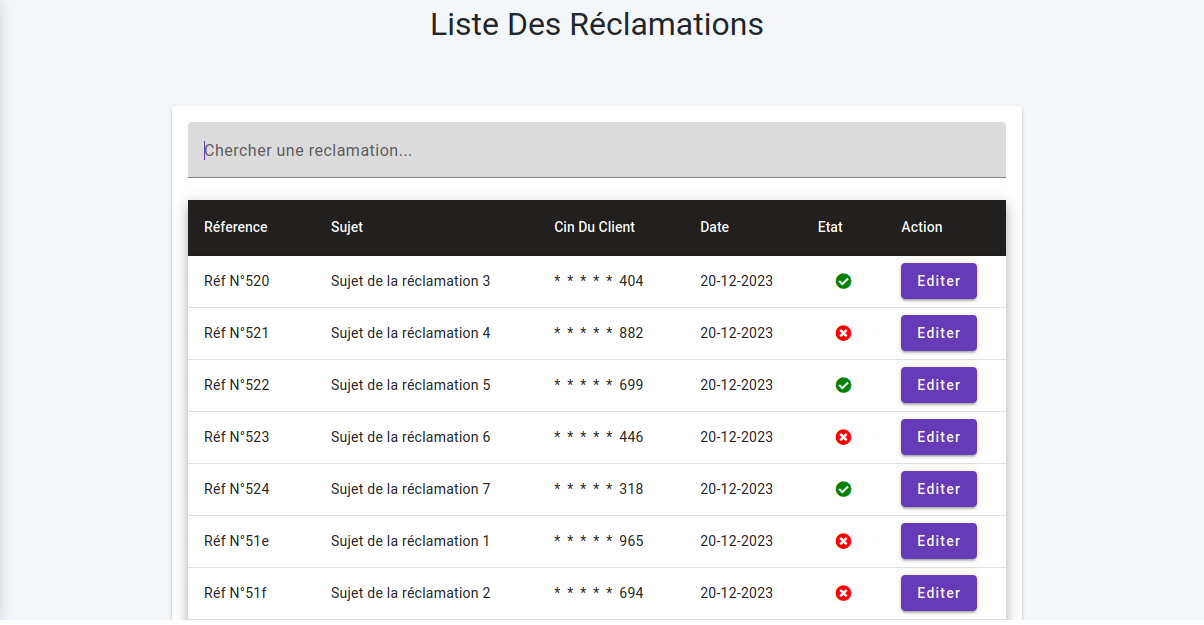 Liste Des Réclamations
Chercher une reclamation...
Réference Sujet Cin Du Client Date Etat Action
Réf N°520 Sujet de la réclamation 3 * * * * * 404 20-12-2023 Editer
Réf N°521 Sujet de la réclamation 4 * * * * * 882 20-12-2023 Editer
Réf N°522 Sujet de la réclamation 5 * * * * * 699 20-12-2023 Editer
Réf N°523 Sujet de la réclamation 6 * * * * * 446 20-12-2023 Editer
Réf N°524 Sujet de la réclamation 7 * * * * * 318 20-12-2023 Editer
Réf N°51e Sujet de la réclamation 1 * * * * * 965 20-12-2023 Editer
Réf N°51f Sujet de la réclamation 2 * * * * * 694 20-12-2023 Editer